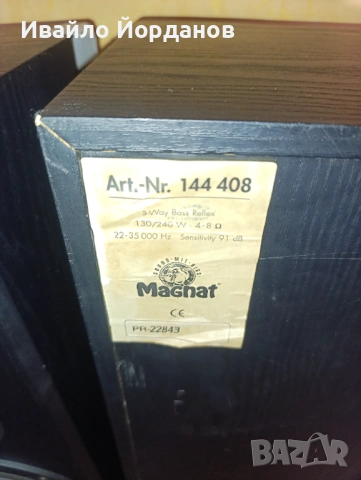 Ивайло Йорданов
Art.-Nr. 144 408
3-Way Bass Reflex
130/240 W · 4-8 Ω
22-35 000 Hz Sensitivity 91 dB
Magnat
CE
PR-22843
BAZAR